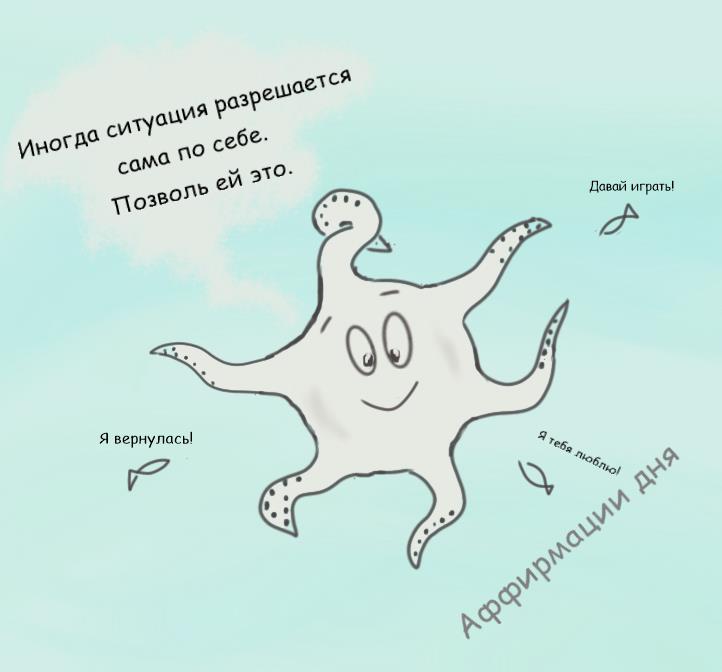 Иногда ситуация разрешается
сама по себе.
Позволь ей это.
Давай играть!
Я вернулась!
Я тебя люблю!
Аффирмации дня